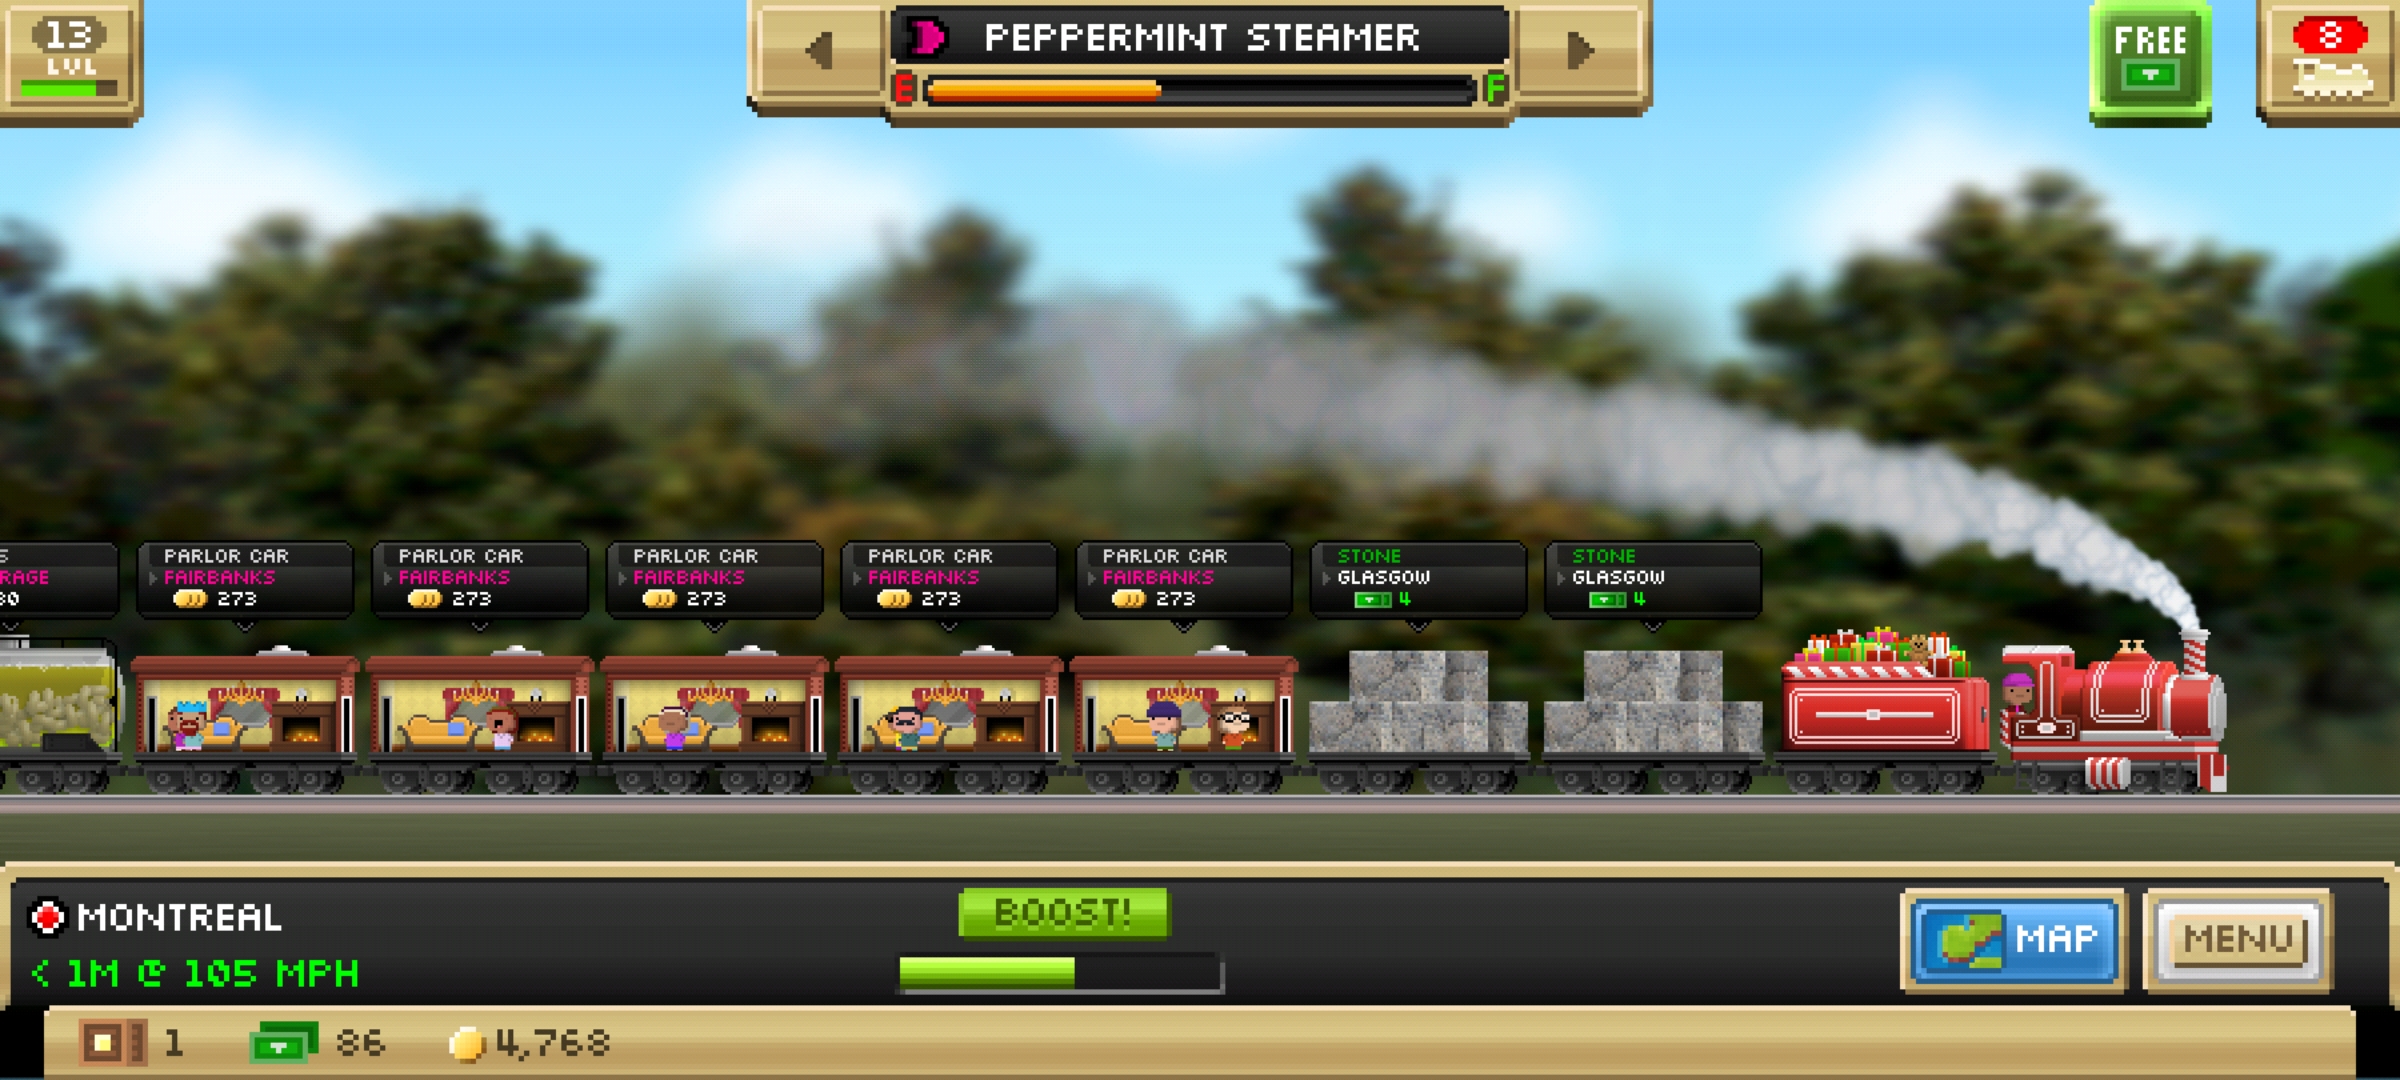 13
LVL
PEPPERMINT STEAMER
E F
FREE
8
RAGE
PARLOR CAR
FAIRBANKS
273
PARLOR CAR
FAIRBANKS
273
PARLOR CAR
FAIRBANKS
273
PARLOR CAR
FAIRBANKS
273
PARLOR CAR
FAIRBANKS
273
STONE
GLASGOW
4
STONE
GLASGOW
4
MONTREAL
< 1M @ 105 MPH
BOOST!
MAP
MENU
1 86 4,768